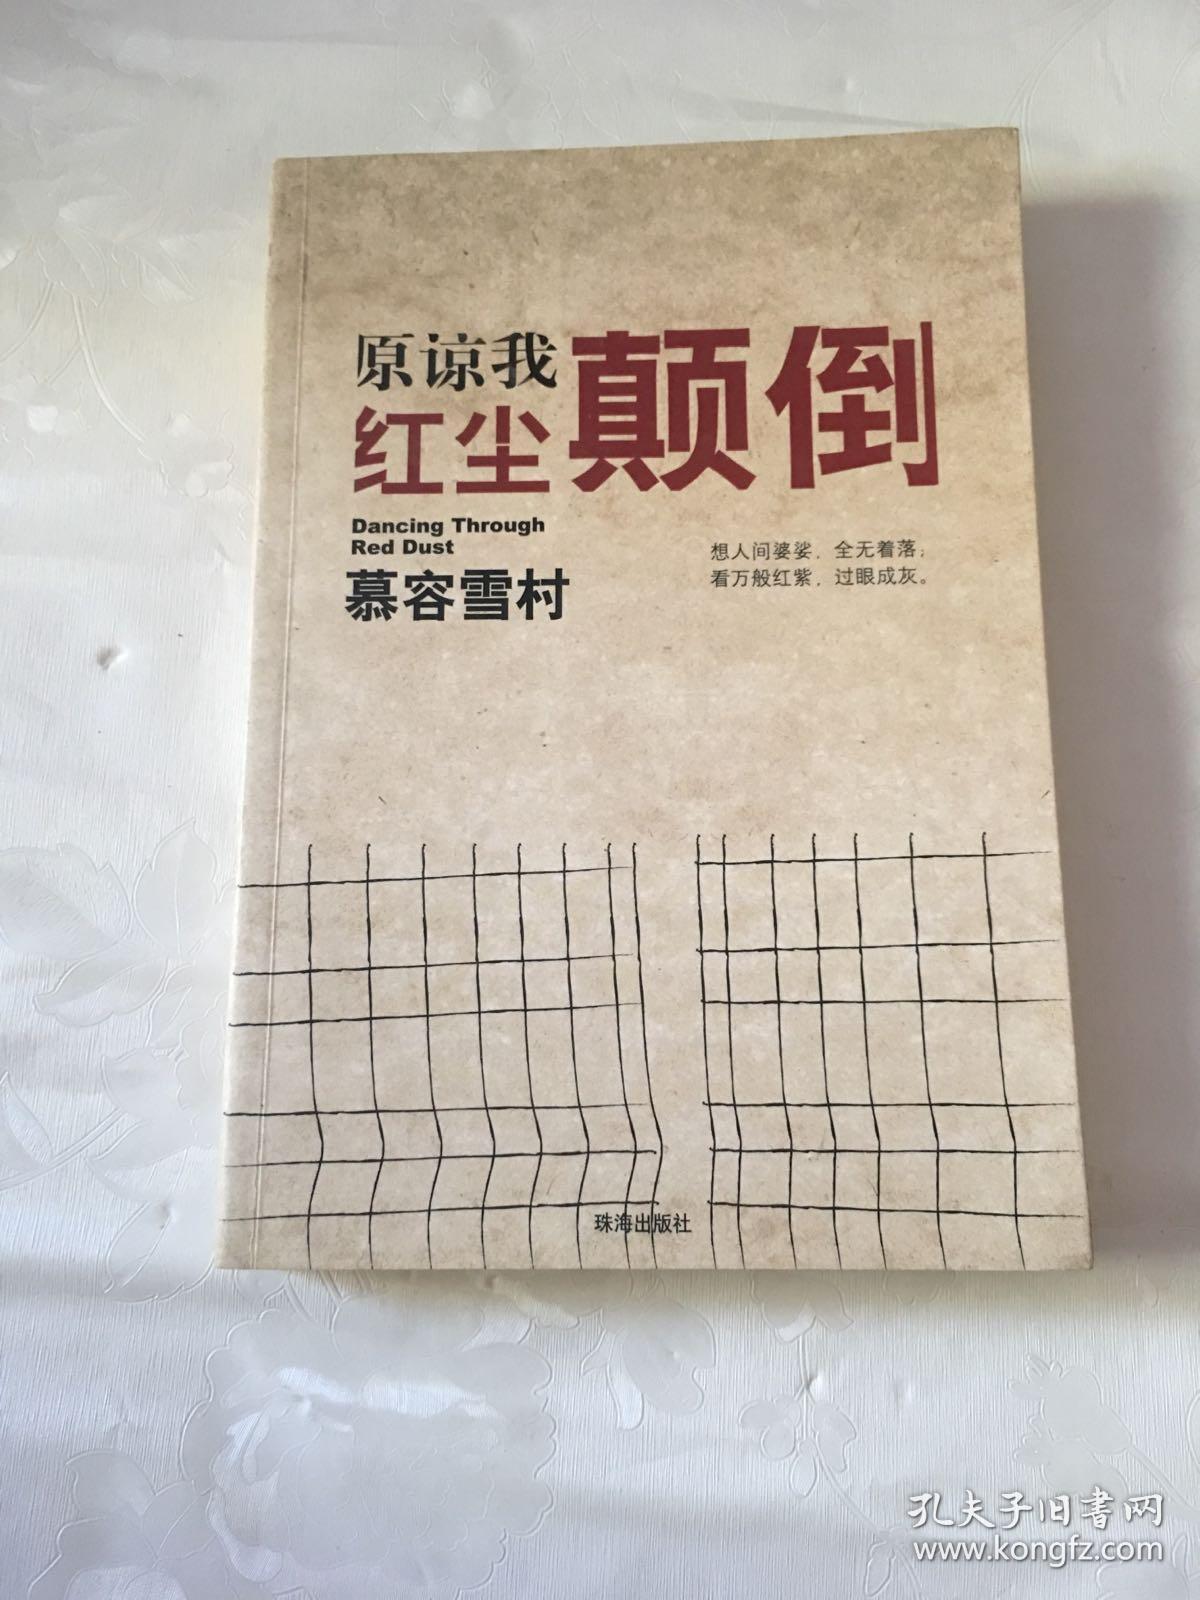 原谅我
红尘颠倒
Dancing Through
Red Dust
慕容雪村
想人间婆娑，全无着落；
看万般红紫，过眼成灰。
珠海出版社
孔夫子旧书网
www.kongfz.com